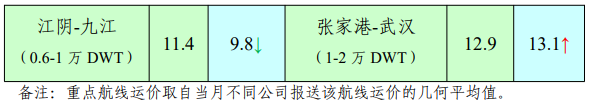 江阴-九江 11.4 9.8↓ 张家港-武汉 12.9 13.1↑
(0.6-1 万 DWT) (1-2 万 DWT)
备注：重点航线运价取自当月不同公司报送该航线运价的几何平均值。